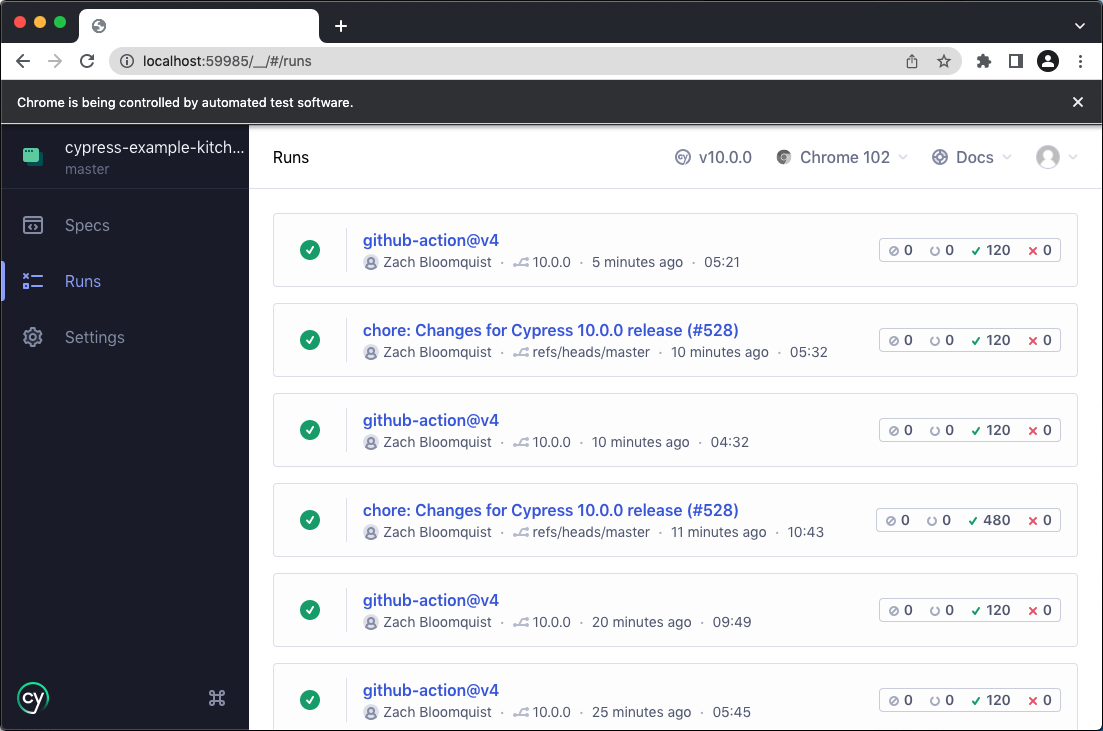 localhost:59985/__/#/runs
Chrome is being controlled by automated test software.
cypress-example-kitch...
master
Specs
Runs
Settings
cy
Runs
v10.0.0
Chrome 102
Docs
github-action@v4
Zach Bloomquist · 10.0.0 · 5 minutes ago · 05:21
0 0 120 0
chore: Changes for Cypress 10.0.0 release (#528)
Zach Bloomquist · refs/heads/master · 10 minutes ago · 05:32
0 0 120 0
github-action@v4
Zach Bloomquist · 10.0.0 · 10 minutes ago · 04:32
0 0 120 0
chore: Changes for Cypress 10.0.0 release (#528)
Zach Bloomquist · refs/heads/master · 11 minutes ago · 10:43
0 0 480 0
github-action@v4
Zach Bloomquist · 10.0.0 · 20 minutes ago · 09:49
0 0 120 0
github-action@v4
Zach Bloomquist · 10.0.0 · 25 minutes ago · 05:45
0 0 120 0